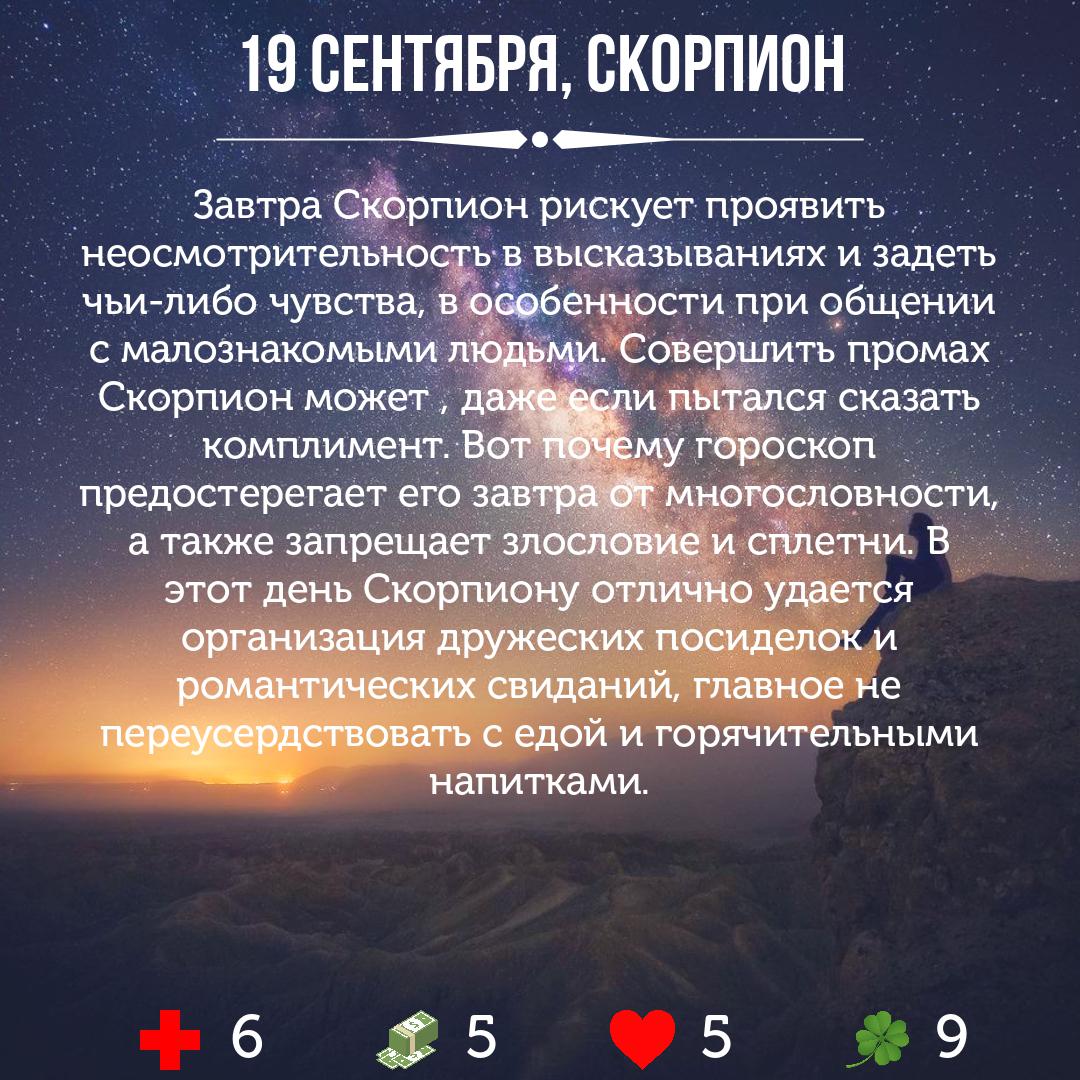 19 СЕНТЯБРЯ, СКОРПИОН
Завтра Скорпион рискует проявить
неосмотрительность в высказываниях и задеть
чьи-либо чувства, в особенности при общении
с малознакомыми людьми. Совершить промах
Скорпион может , даже если пытался сказать
комплимент. Вот почему гороскоп
предостерегает его завтра от многословности,
а также запрещает злословие и сплетни. В
этот день Скорпиону отлично удается
организация дружеских посиделок и
романтических свиданий, главное не
переусердствовать с едой и горячительными
напитками.
6 5 5 9